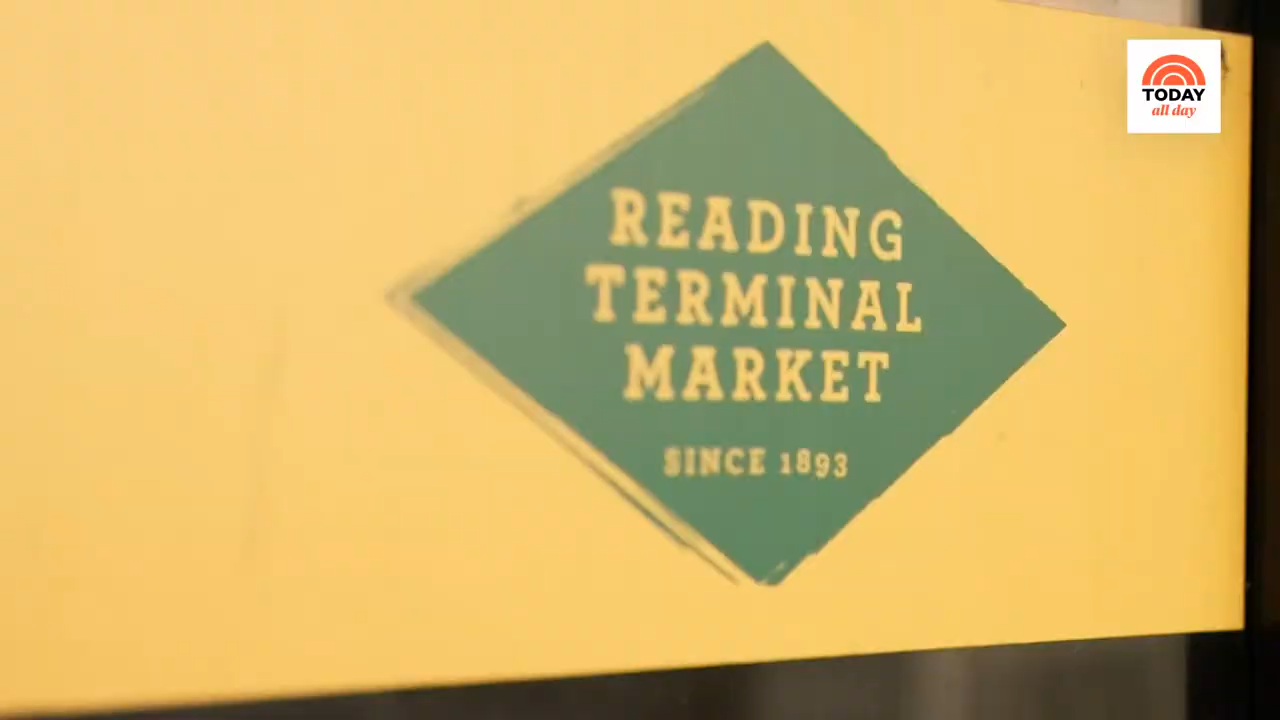 TODAY
all day
READING
TERMINAL
MARKET
SINCE 1893